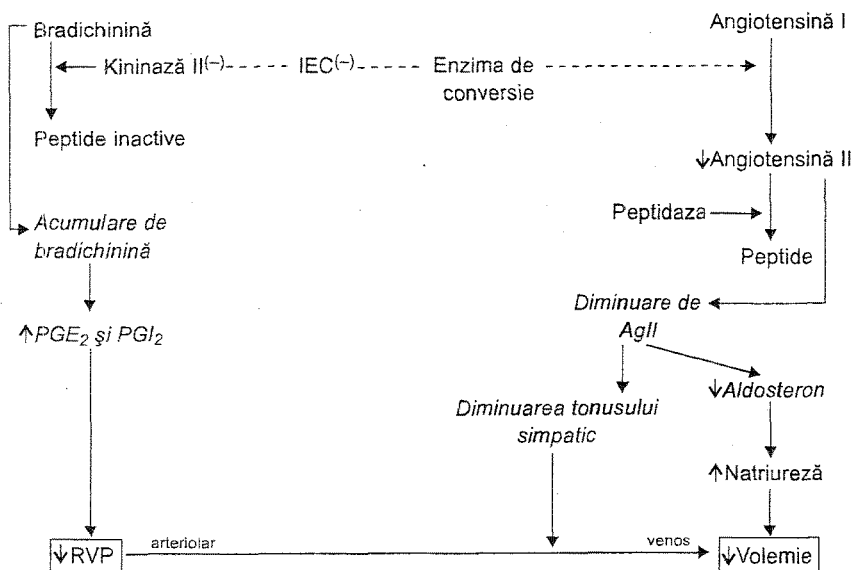 Bradichinină
Angiotensină I
Kininază II(–)
IEC(–)
Enzima de
conversie
Peptide inactive
↓Angiotensină II
Peptidaza
Peptide
Acumulare de
bradichinină
Diminuare de
AgII
↑PGE₂ şi PGI₂
↓Aldosteron
Diminuarea tonusului
simpatic
↑Natriureză
↓RVP
arteriolar
venos
↓Volemie